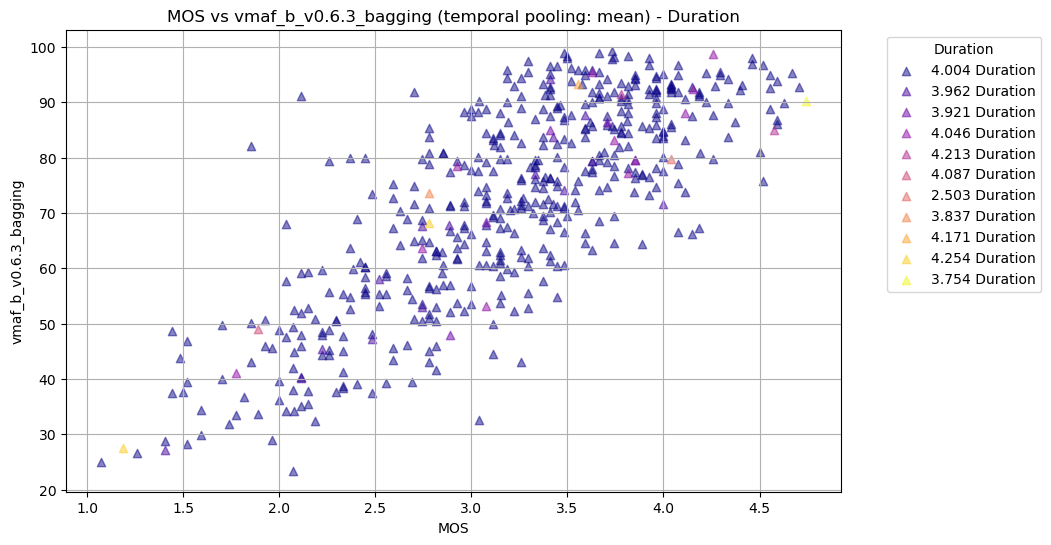 MOS vs vmaf_b_v0.6.3_bagging (temporal pooling: mean) - Duration
vmaf_b_v0.6.3_bagging
100
90
80
70
60
50
40
30
20
1.0 1.5 2.0 2.5 3.0 3.5 4.0 4.5
MOS
Duration
4.004 Duration
3.962 Duration
3.921 Duration
4.046 Duration
4.213 Duration
4.087 Duration
2.503 Duration
3.837 Duration
4.171 Duration
4.254 Duration
3.754 Duration